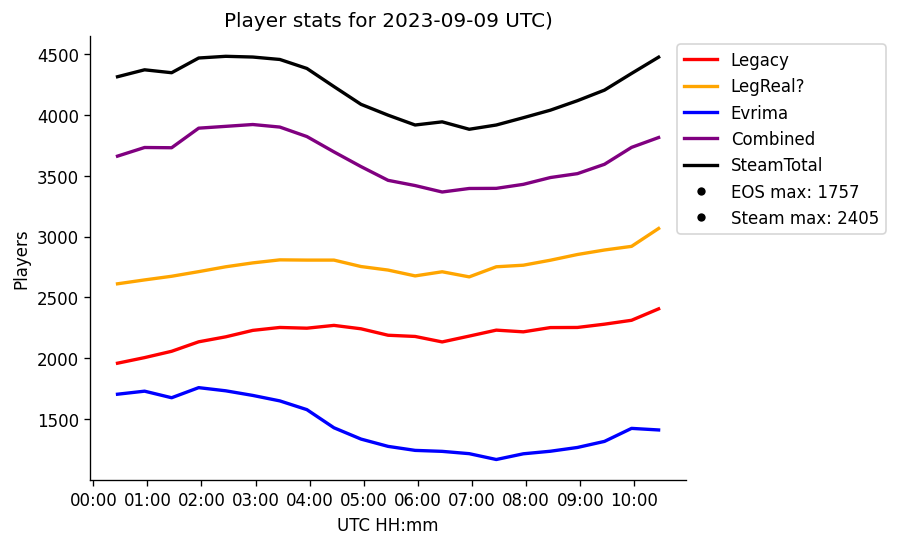 Player stats for 2023-09-09 UTC)
Legacy
LegReal?
Evrima
Combined
SteamTotal
EOS max: 1757
Steam max: 2405
Players
4500
4000
3500
3000
2500
2000
1500
00:00 01:00 02:00 03:00 04:00 05:00 06:00 07:00 08:00 09:00 10:00
UTC HH:mm